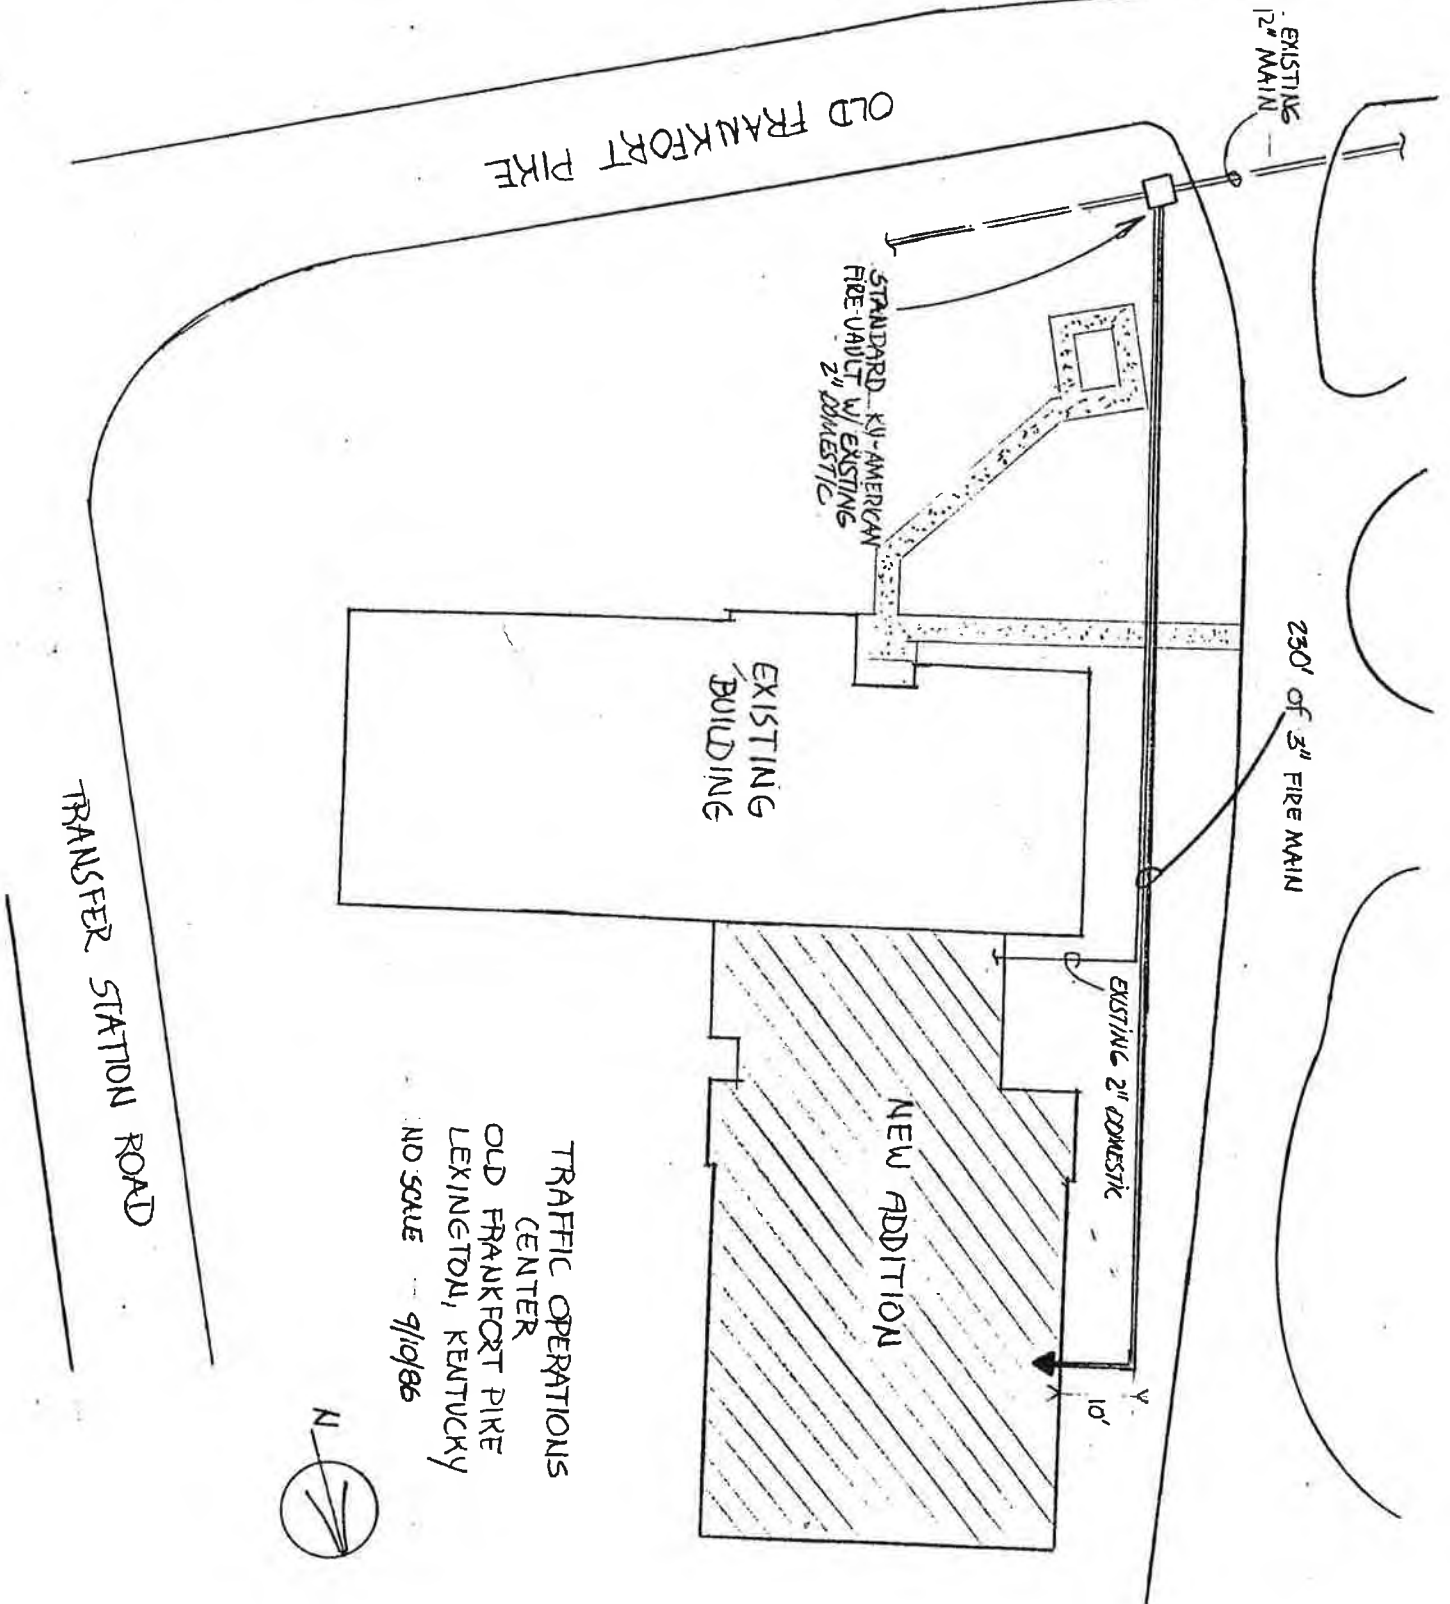 EXISTING
12" MAIN
OLD FRANKFORT PIKE
STANDARD KY-AMERICAN
FIRE VAULT W/ EXISTING
2" DOMESTIC
230' OF 3" FIRE MAIN
EXISTING
BUILDING
EXISTING 2" DOMESTIC
NEW ADDITION
10'
TRANSFER STATION ROAD
TRAFFIC OPERATIONS
CENTER
OLD FRANKFORT PIKE
LEXINGTON, KENTUCKY
NO SCALE - 9/10/86
N